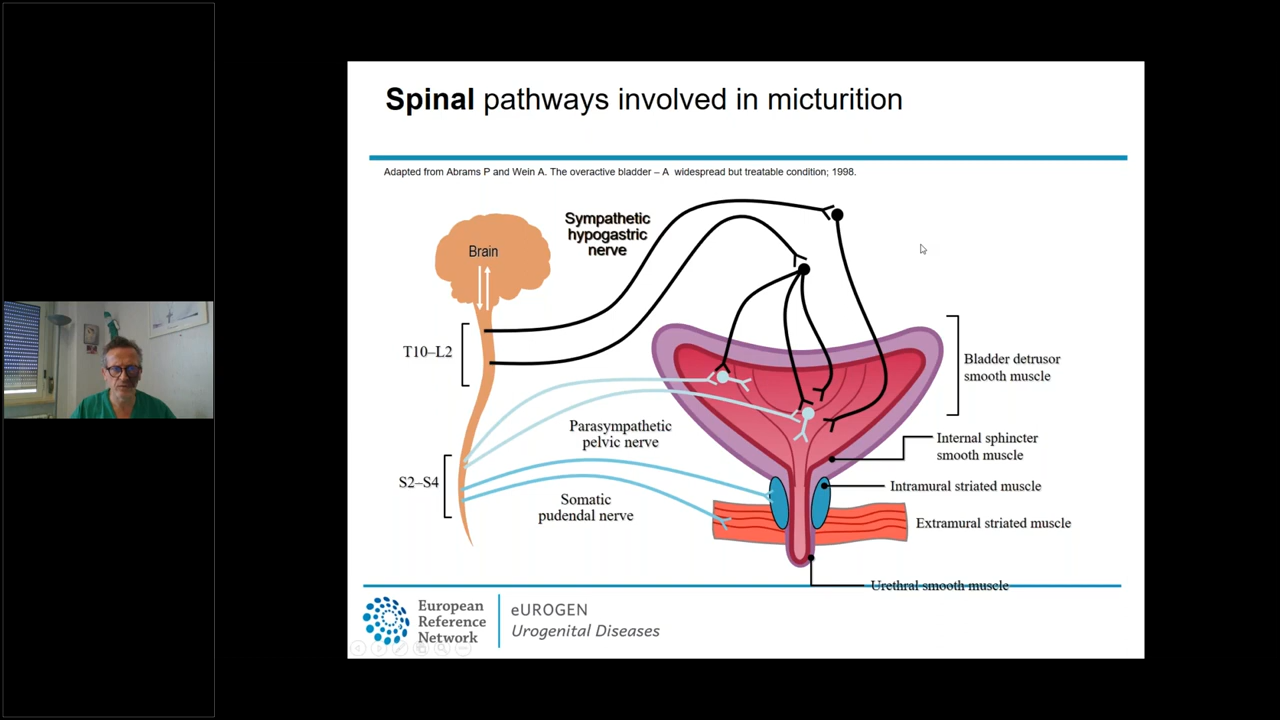 Spinal pathways involved in micturition
Adapted from Abrams P and Wein A. The overactive bladder – A widespread but treatable condition; 1998.
Sympathetic
hypogastric
nerve
Brain
T10–L2
Bladder detrusor
smooth muscle
Parasympathetic
pelvic nerve
Internal sphincter
smooth muscle
S2–S4
Intramural striated muscle
Somatic
pudendal nerve
Extramural striated muscle
Urethral smooth muscle
European
Reference
Network
eUROGEN
Urogenital Diseases